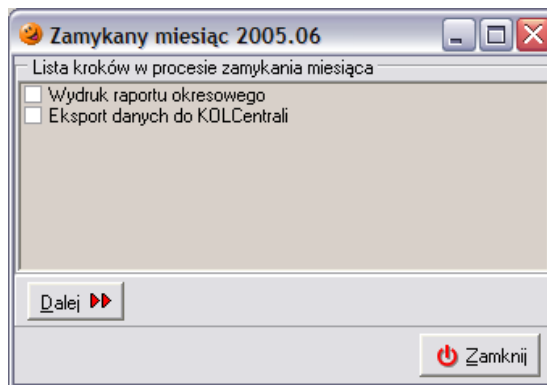 Zamykany miesiąc 2005.06
Lista kroków w procesie zamykania miesiąca
Wydruk raportu okresowego
Eksport danych do KOLCentrali
Dalej
Zamknij